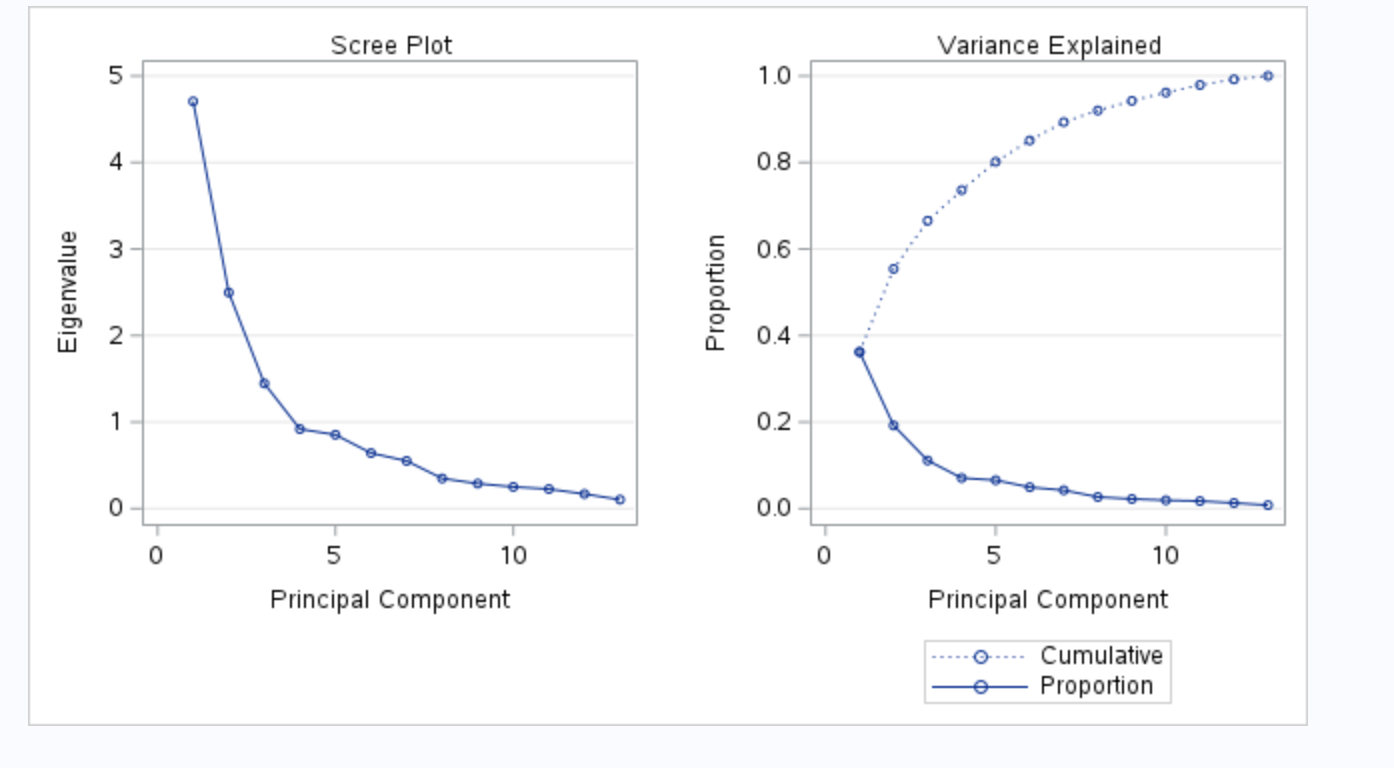 Scree Plot
5
4
3
2
1
0
Eigenvalue
0 5 10
Principal Component
Variance Explained
1.0
0.8
0.6
0.4
0.2
0.0
Proportion
0 5 10
Principal Component
Cumulative
Proportion